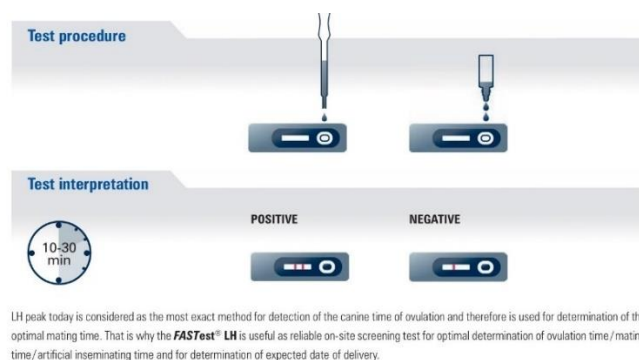 Test procedure
Test interpretation
10-30
min
POSITIVE
NEGATIVE
LH peak today is considered as the most exact method for detection of the canine time of ovulation and therefore is used for determination of th
optimal mating time. That is why the FASTest® LH is useful as reliable on-site screening test for optimal determination of ovulation time/matin
time/artificial inseminating time and for determination of expected date of delivery.